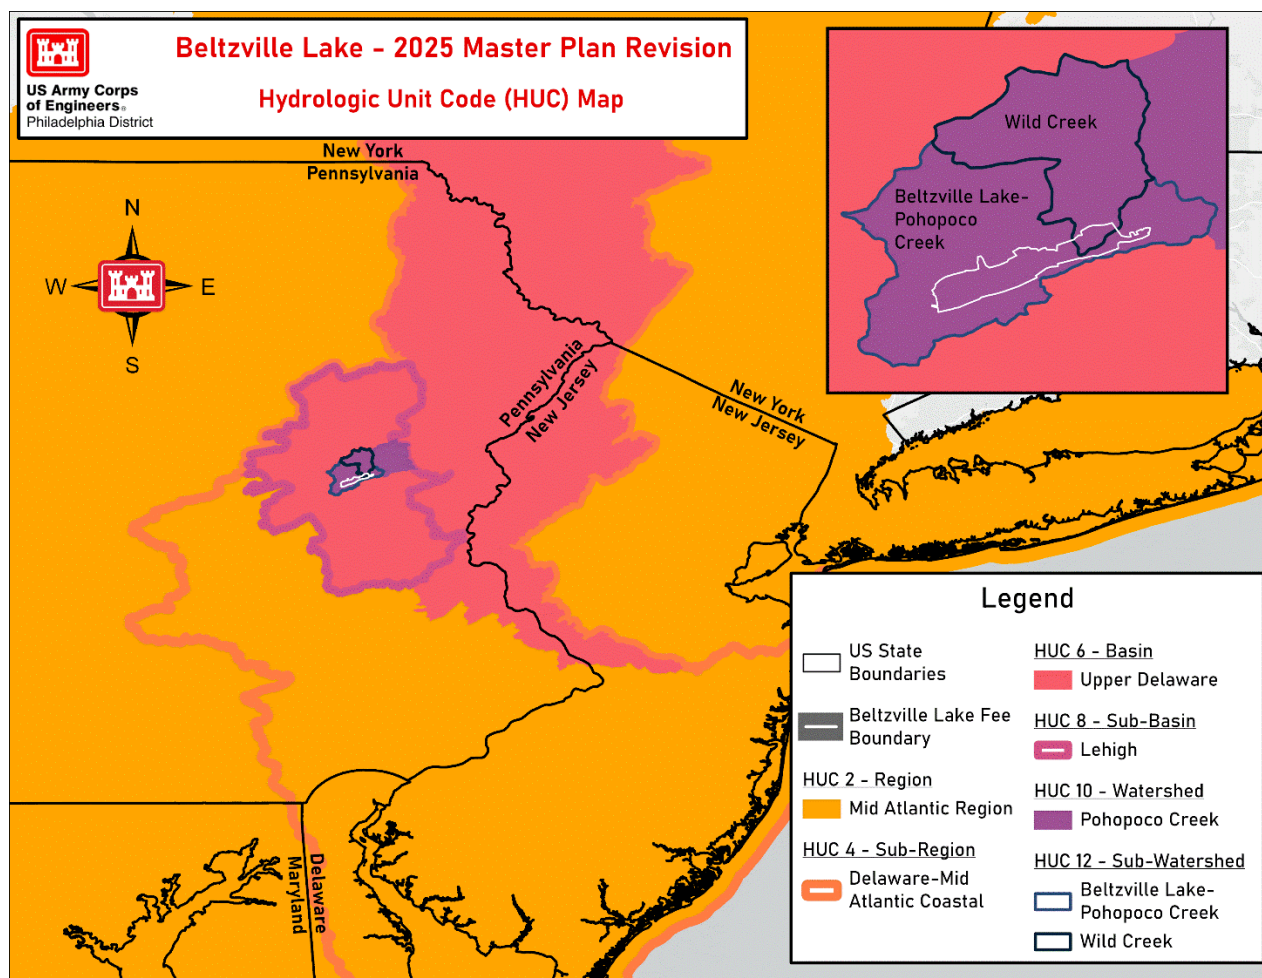 Beltzville Lake - 2025 Master Plan Revision
Hydrologic Unit Code (HUC) Map
US Army Corps
of Engineers®
Philadelphia District
New York
Pennsylvania
N
W
E
S
Pennsylvania
New Jersey
New York
New Jersey
Delaware
Maryland
Wild Creek
Beltzville Lake-
Pohopoco
Creek
Legend
US State
Boundaries
Beltzville Lake Fee
Boundary
HUC 2 - Region
Mid Atlantic Region
HUC 4 - Sub-Region
Delaware-Mid
Atlantic Coastal
HUC 6 - Basin
Upper Delaware
HUC 8 - Sub-Basin
Lehigh
HUC 10 - Watershed
Pohopoco Creek
HUC 12 - Sub-Watershed
Beltzville Lake-
Pohopoco Creek
Wild Creek